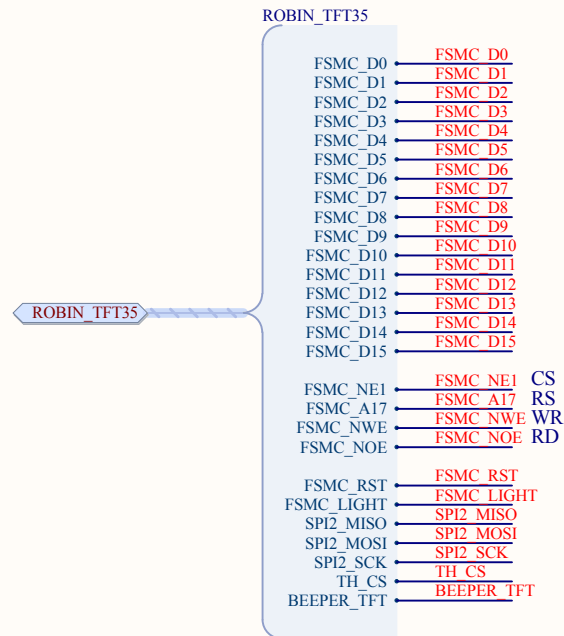 ROBIN_TFT35
FSMC_D0 FSMC_D0
FSMC_D1 FSMC_D1
FSMC_D2 FSMC_D2
FSMC_D3 FSMC_D3
FSMC_D4 FSMC_D4
FSMC_D5 FSMC_D5
FSMC_D6 FSMC_D6
FSMC_D7 FSMC_D7
FSMC_D8 FSMC_D8
FSMC_D9 FSMC_D9
FSMC_D10 FSMC_D10
FSMC_D11 FSMC_D11
FSMC_D12 FSMC_D12
ROBIN_TFT35 FSMC_D13 FSMC_D13
FSMC_D14 FSMC_D14
FSMC_D15 FSMC_D15
FSMC_NE1 FSMC_NE1 CS
FSMC_A17 FSMC_A17 RS
FSMC_NWE FSMC_NWE WR
FSMC_NOE FSMC_NOE RD
FSMC_RST FSMC_RST
FSMC_LIGHT FSMC_LIGHT
SPI2_MISO SPI2_MISO
SPI2_MOSI SPI2_MOSI
SPI2_SCK SPI2_SCK
TH_CS TH_CS
BEEPER_TFT BEEPER_TFT